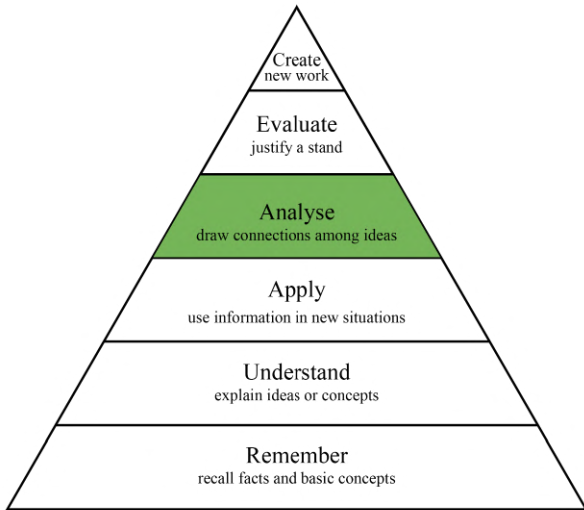 Create
new work
Evaluate
justify a stand
Analyse
draw connections among ideas
Apply
use information in new situations
Understand
explain ideas or concepts
Remember
recall facts and basic concepts